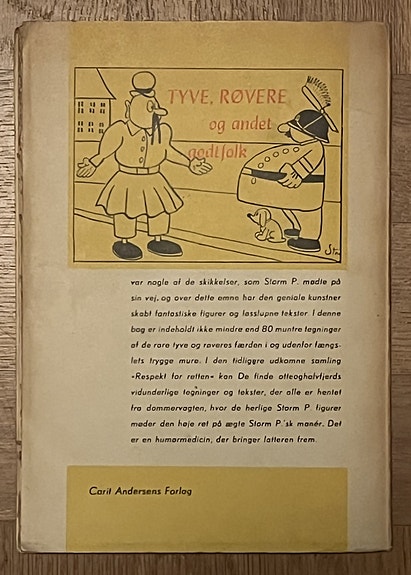 TYVE, RØVERE
og andet
godtfolk
var nogle af de skikkelser, som Storm P. mødte på
sin vej, og over dette emne har den geniale kunstner
skabt fantastiske figurer og løsslupne tekster. I denne
bog er indeholdt ikke mindre end 80 muntre tegninger
af de rare tyve og røveres færden i og udenfor fængs-
lets trygge mure. I den tidligere udkomne samling
»Respekt for retten« kan De finde otteoghalvfjerds
vidunderlige tegninger og tekster, der alle er hentet
fra dommervagten, hvor de herlige Storm P. figurer
møder den høje ret på ægte Storm P.'sk manér. Det
er en humørmedicin, der bringer latteren frem.
Carit Andersens Forlag